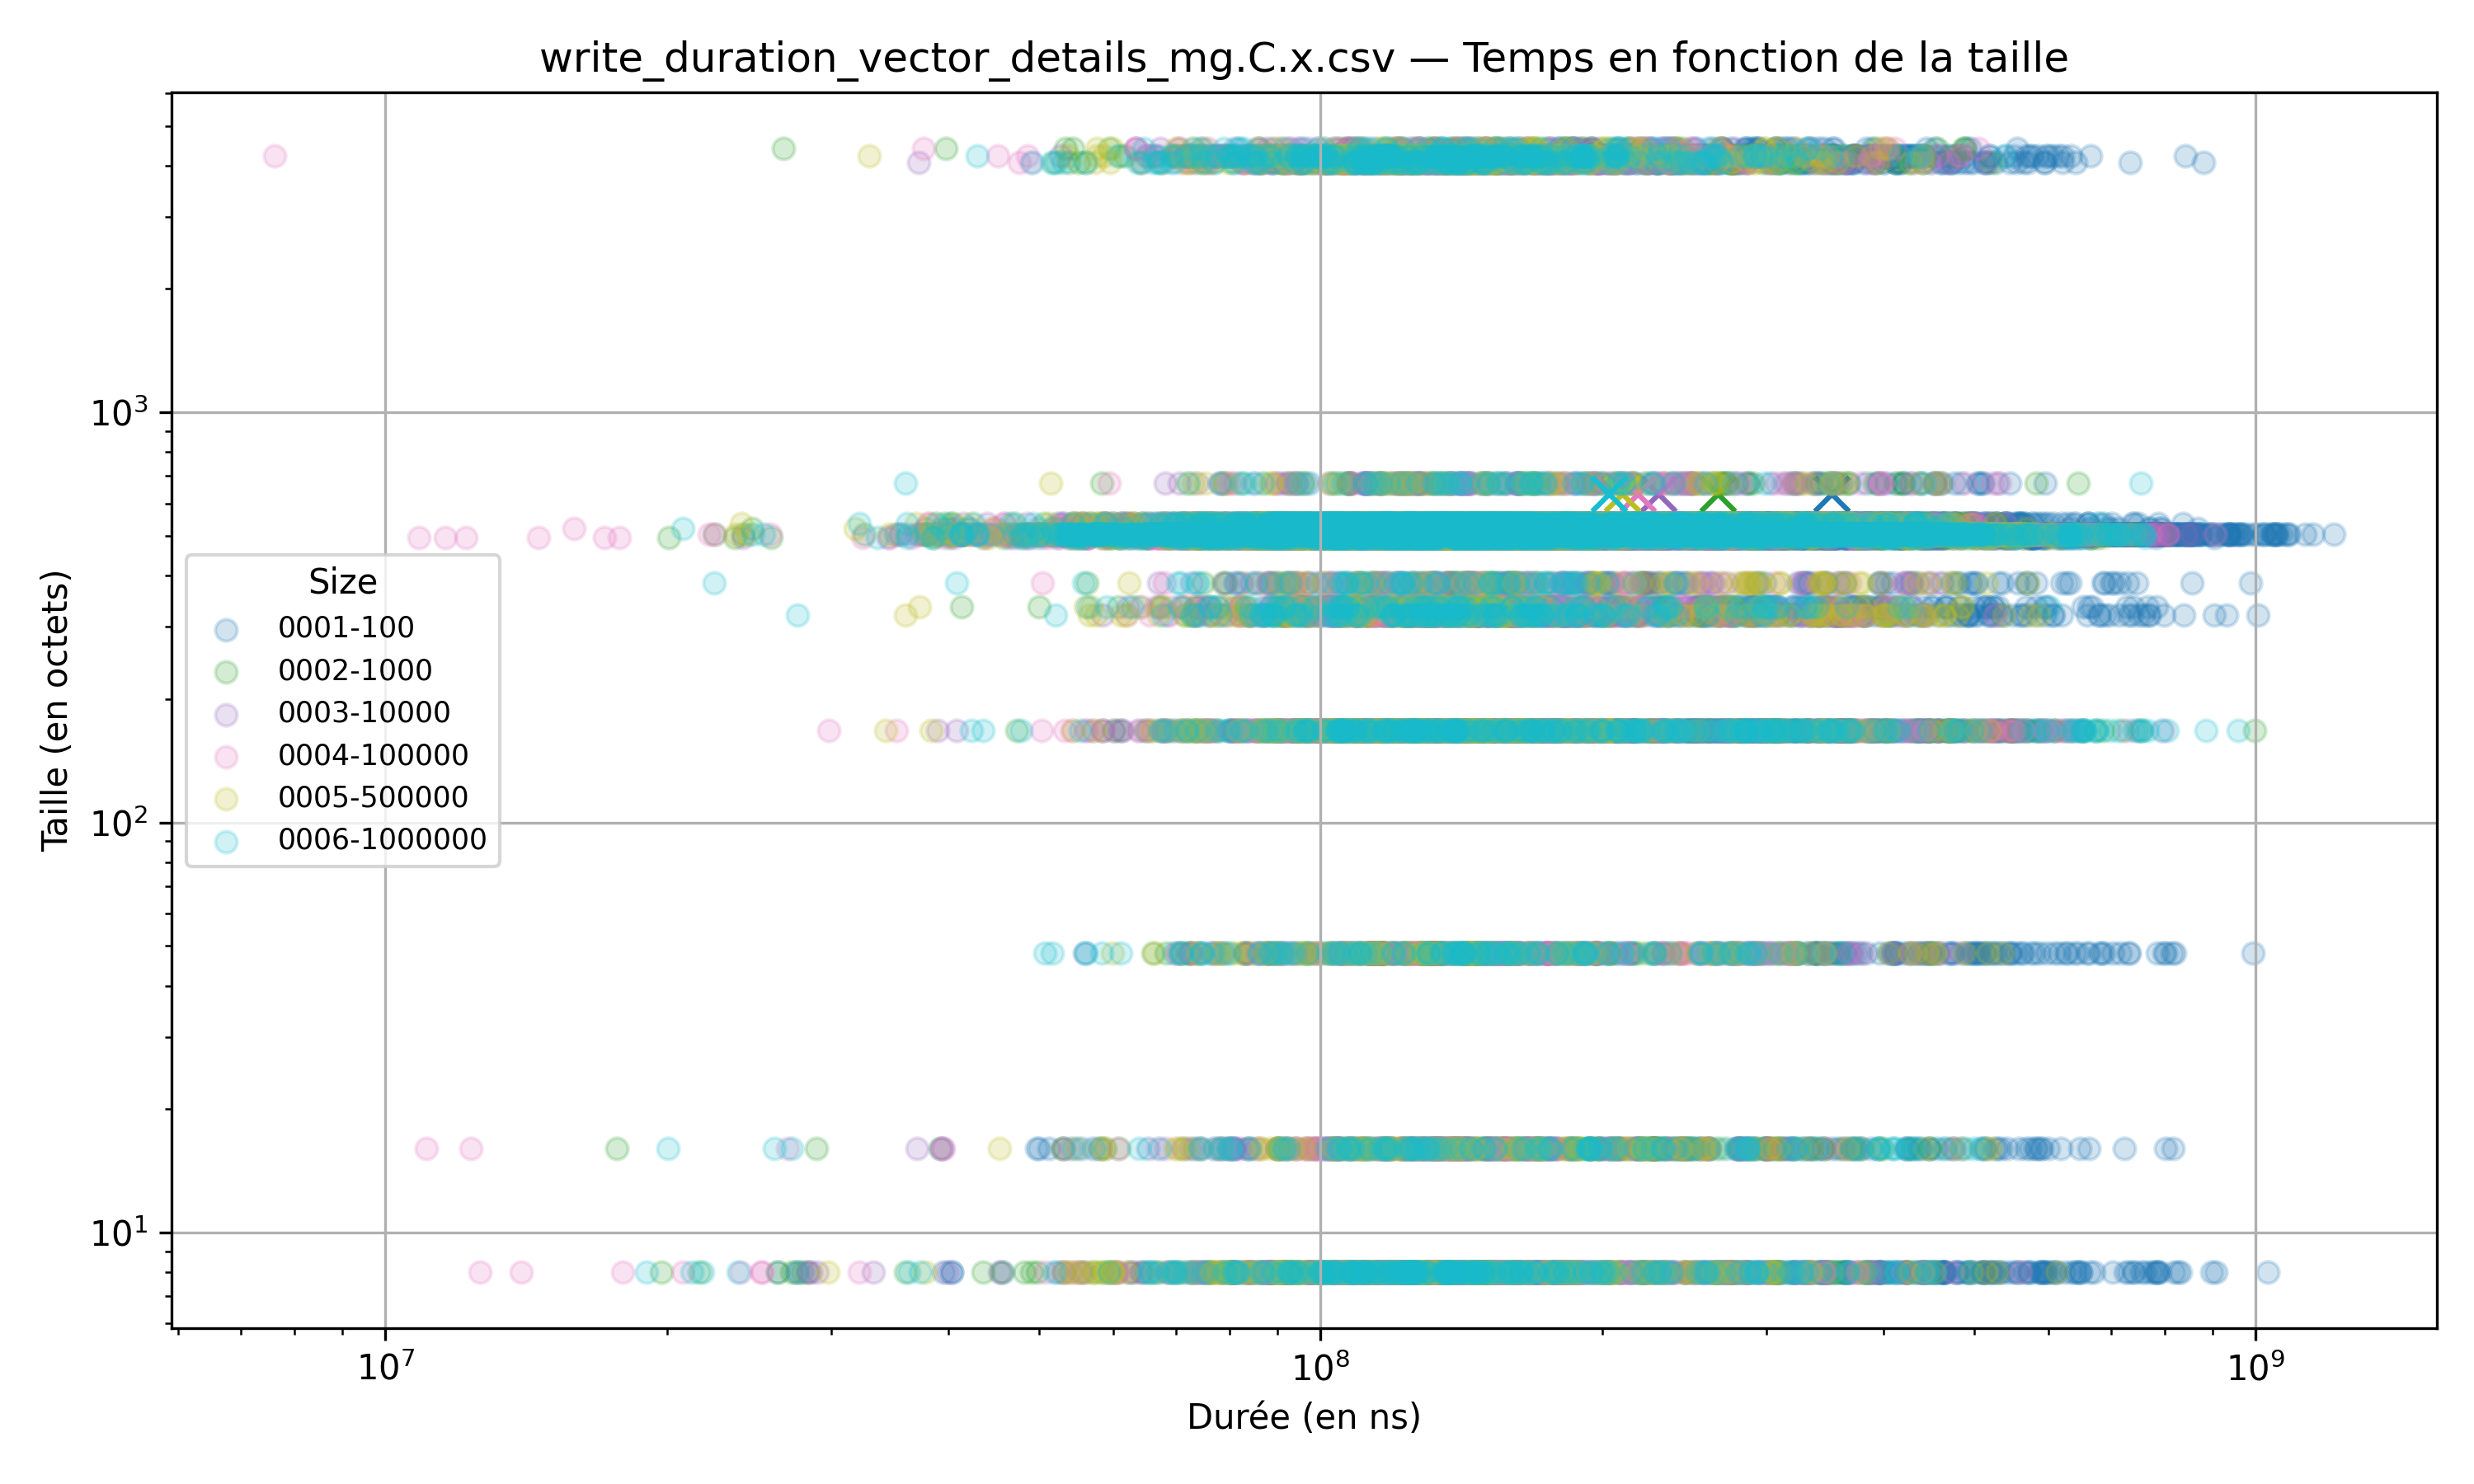 write_duration_vector_details_mg.C.x.csv — Temps en fonction de la taille
Taille (en octets)
10³
10²
10¹
Size
0001-100
0002-1000
0003-10000
0004-100000
0005-500000
0006-1000000
10⁷ 10⁸ 10⁹
Durée (en ns)